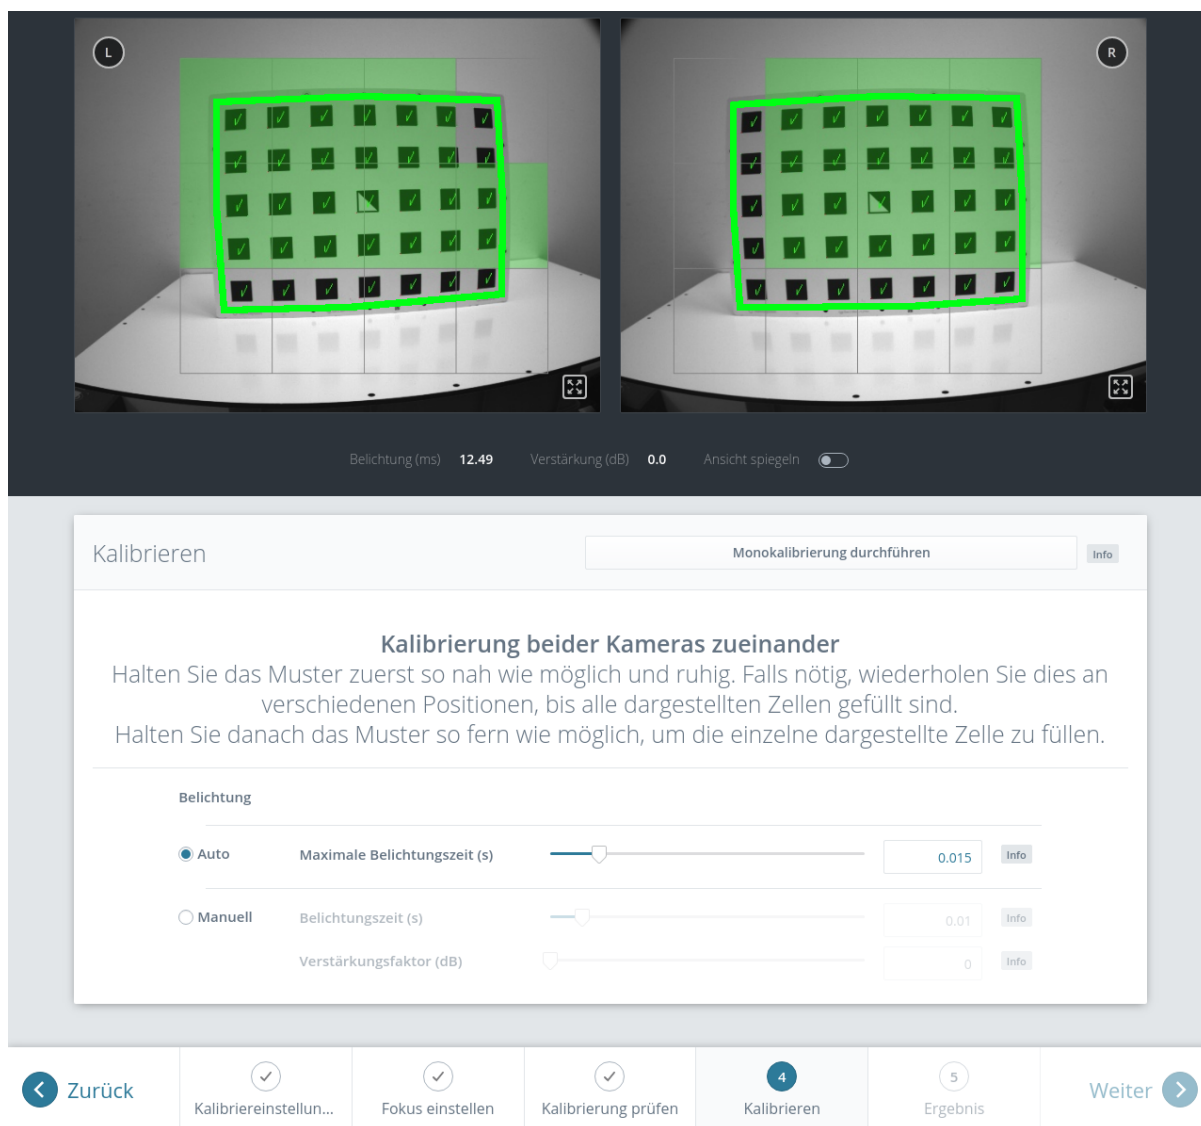 L
R
Belichtung (ms) 12.49 Verstärkung (dB) 0.0 Ansicht spiegeln
Kalibrieren
Monokalibrierung durchführen
Info
Kalibrierung beider Kameras zueinander
Halten Sie das Muster zuerst so nah wie möglich und ruhig. Falls nötig, wiederholen Sie dies an
verschiedenen Positionen, bis alle dargestellten Zellen gefüllt sind.
Halten Sie danach das Muster so fern wie möglich, um die einzelne dargestellte Zelle zu füllen.
Belichtung
Auto Maximale Belichtungszeit (s) 0.015 Info
Manuell Belichtungszeit (s) 0.01 Info
Verstärkungsfaktor (dB) 0 Info
Zurück
Kalibriereinstellun...
Fokus einstellen
Kalibrierung prüfen
4
Kalibrieren
5
Ergebnis
Weiter